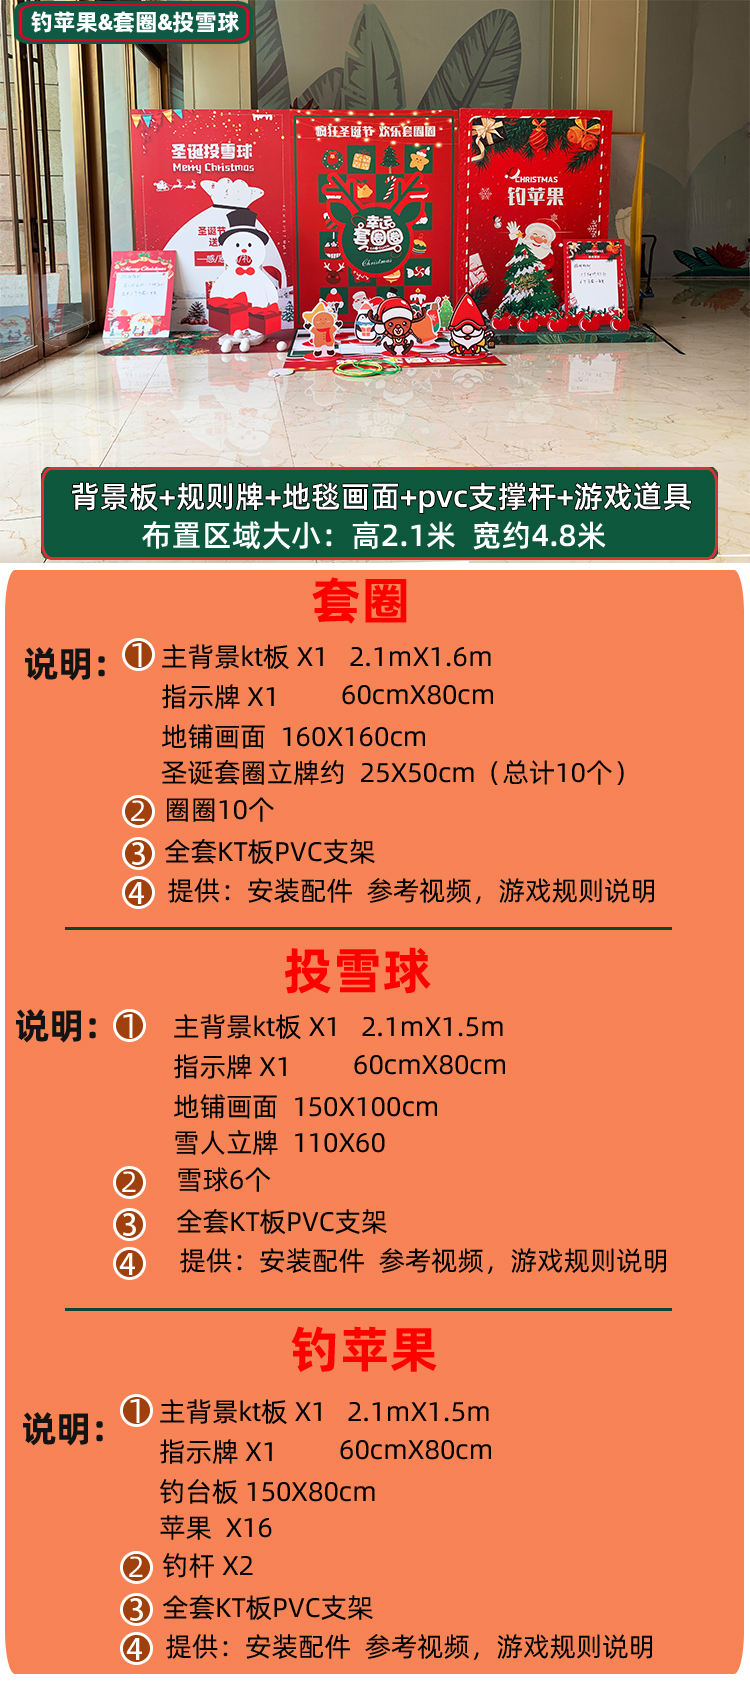 钓苹果&套圈&投雪球
圣诞投雪球
Merry Christmas
疯狂圣诞节 欢乐套圈圈
CHRISTMAS
钓苹果
圣诞节
幸运
套圈圈
Christmas
Merry Christmas
背景板+规则牌+地毯画面+pvc支撑杆+游戏道具
布置区域大小：高2.1米 宽约4.8米
套圈
说明：① 主背景kt板 X1 2.1mX1.6m
指示牌 X1 60cmX80cm
地铺画面 160X160cm
圣诞套圈立牌约 25X50cm（总计10个）
② 圈圈10个
③ 全套KT板PVC支架
④ 提供：安装配件 参考视频，游戏规则说明
投雪球
说明：① 主背景kt板 X1 2.1mX1.5m
指示牌 X1 60cmX80cm
地铺画面 150X100cm
雪人立牌 110X60
② 雪球6个
③ 全套KT板PVC支架
④ 提供：安装配件 参考视频，游戏规则说明
钓苹果
说明：① 主背景kt板 X1 2.1mX1.5m
指示牌 X1 60cmX80cm
钓台板 150X80cm
苹果 X16
② 钓杆 X2
③ 全套KT板PVC支架
④ 提供：安装配件 参考视频，游戏规则说明